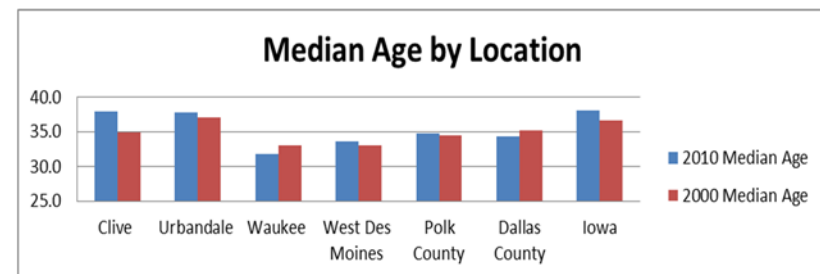 Median Age by Location
40.0
35.0
30.0
25.0
Clive
Urbandale
Waukee
West Des
Moines
Polk
County
Dallas
County
Iowa
2010 Median Age
2000 Median Age